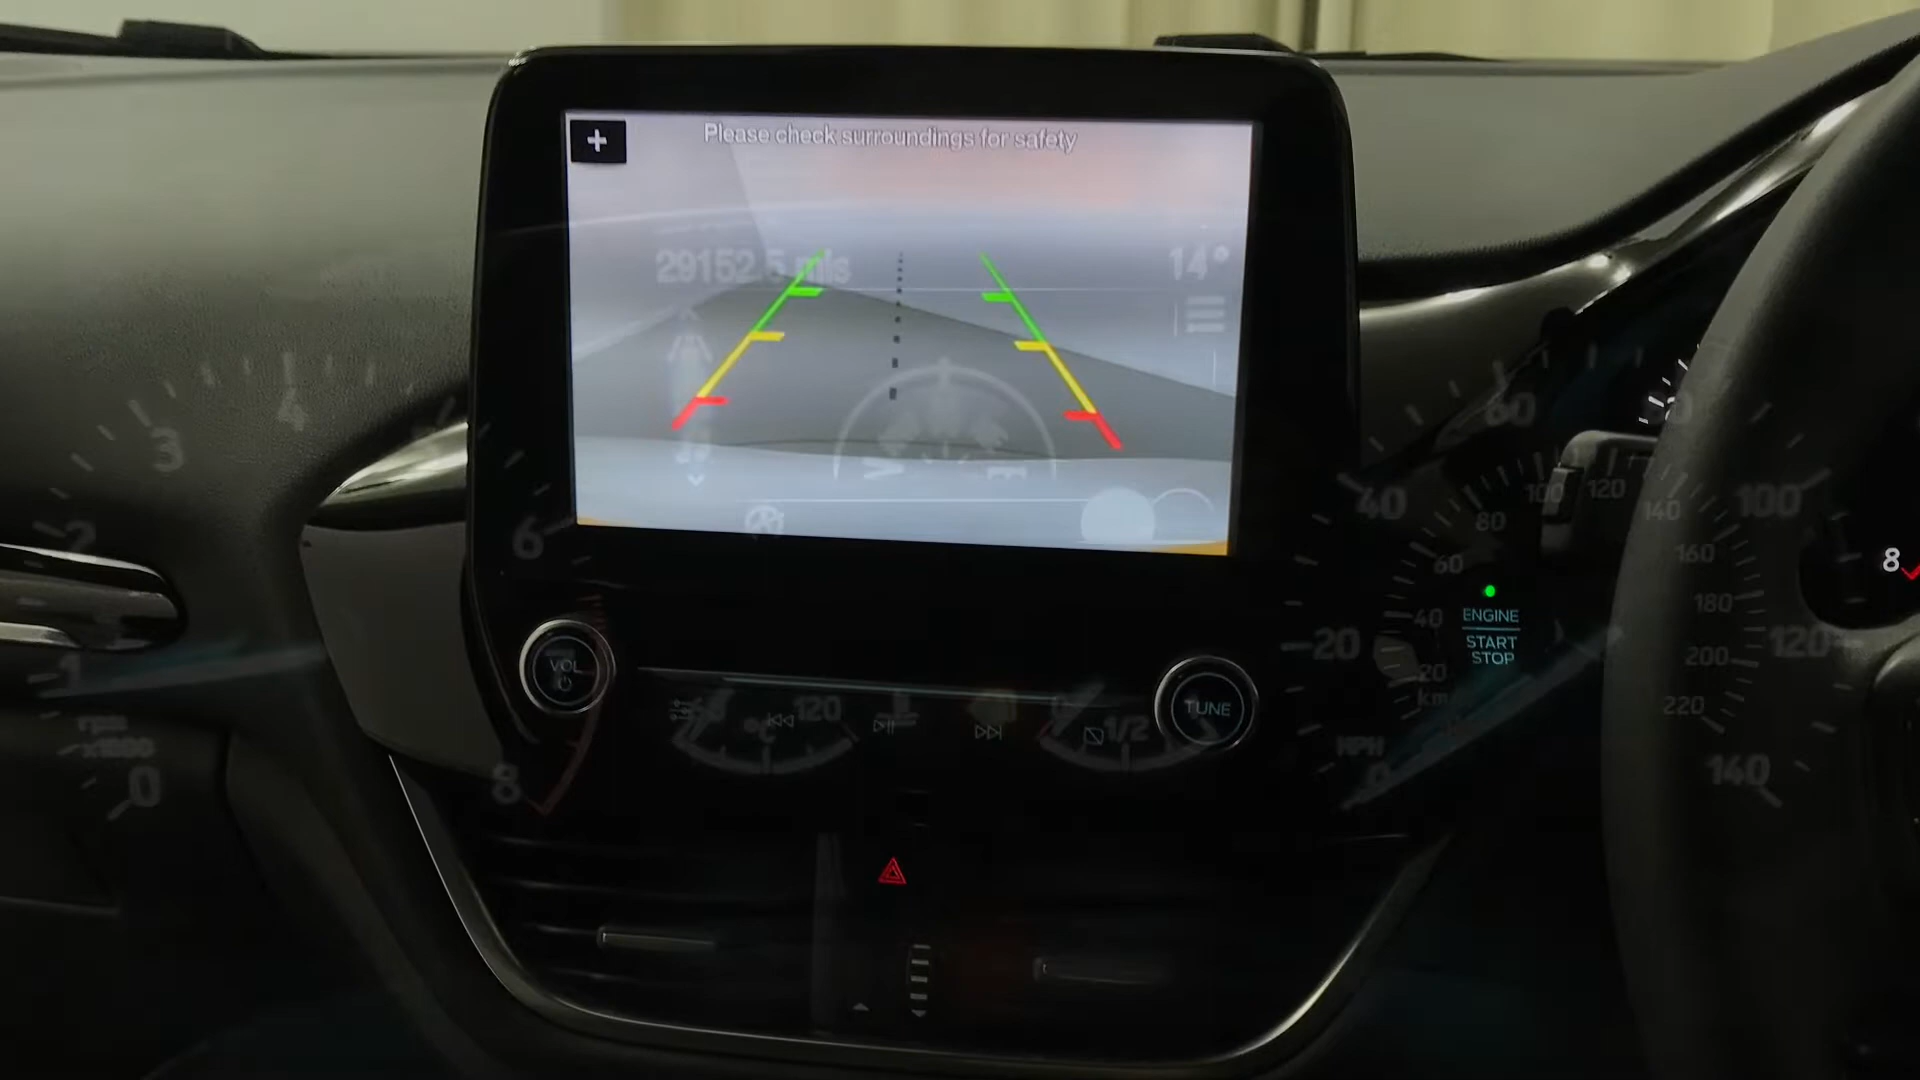 +
Please check surroundings for safety
29152.5 mls
14°
1
2
3
4
6
8
rpm
x1000
0
W
E
VOL
TUNE
120
°C
1/2
0
20
40
60
100
120
140
MPH
20
40
60
80
100
120
140
160
180
200
220
ENGINE
START
STOP
8